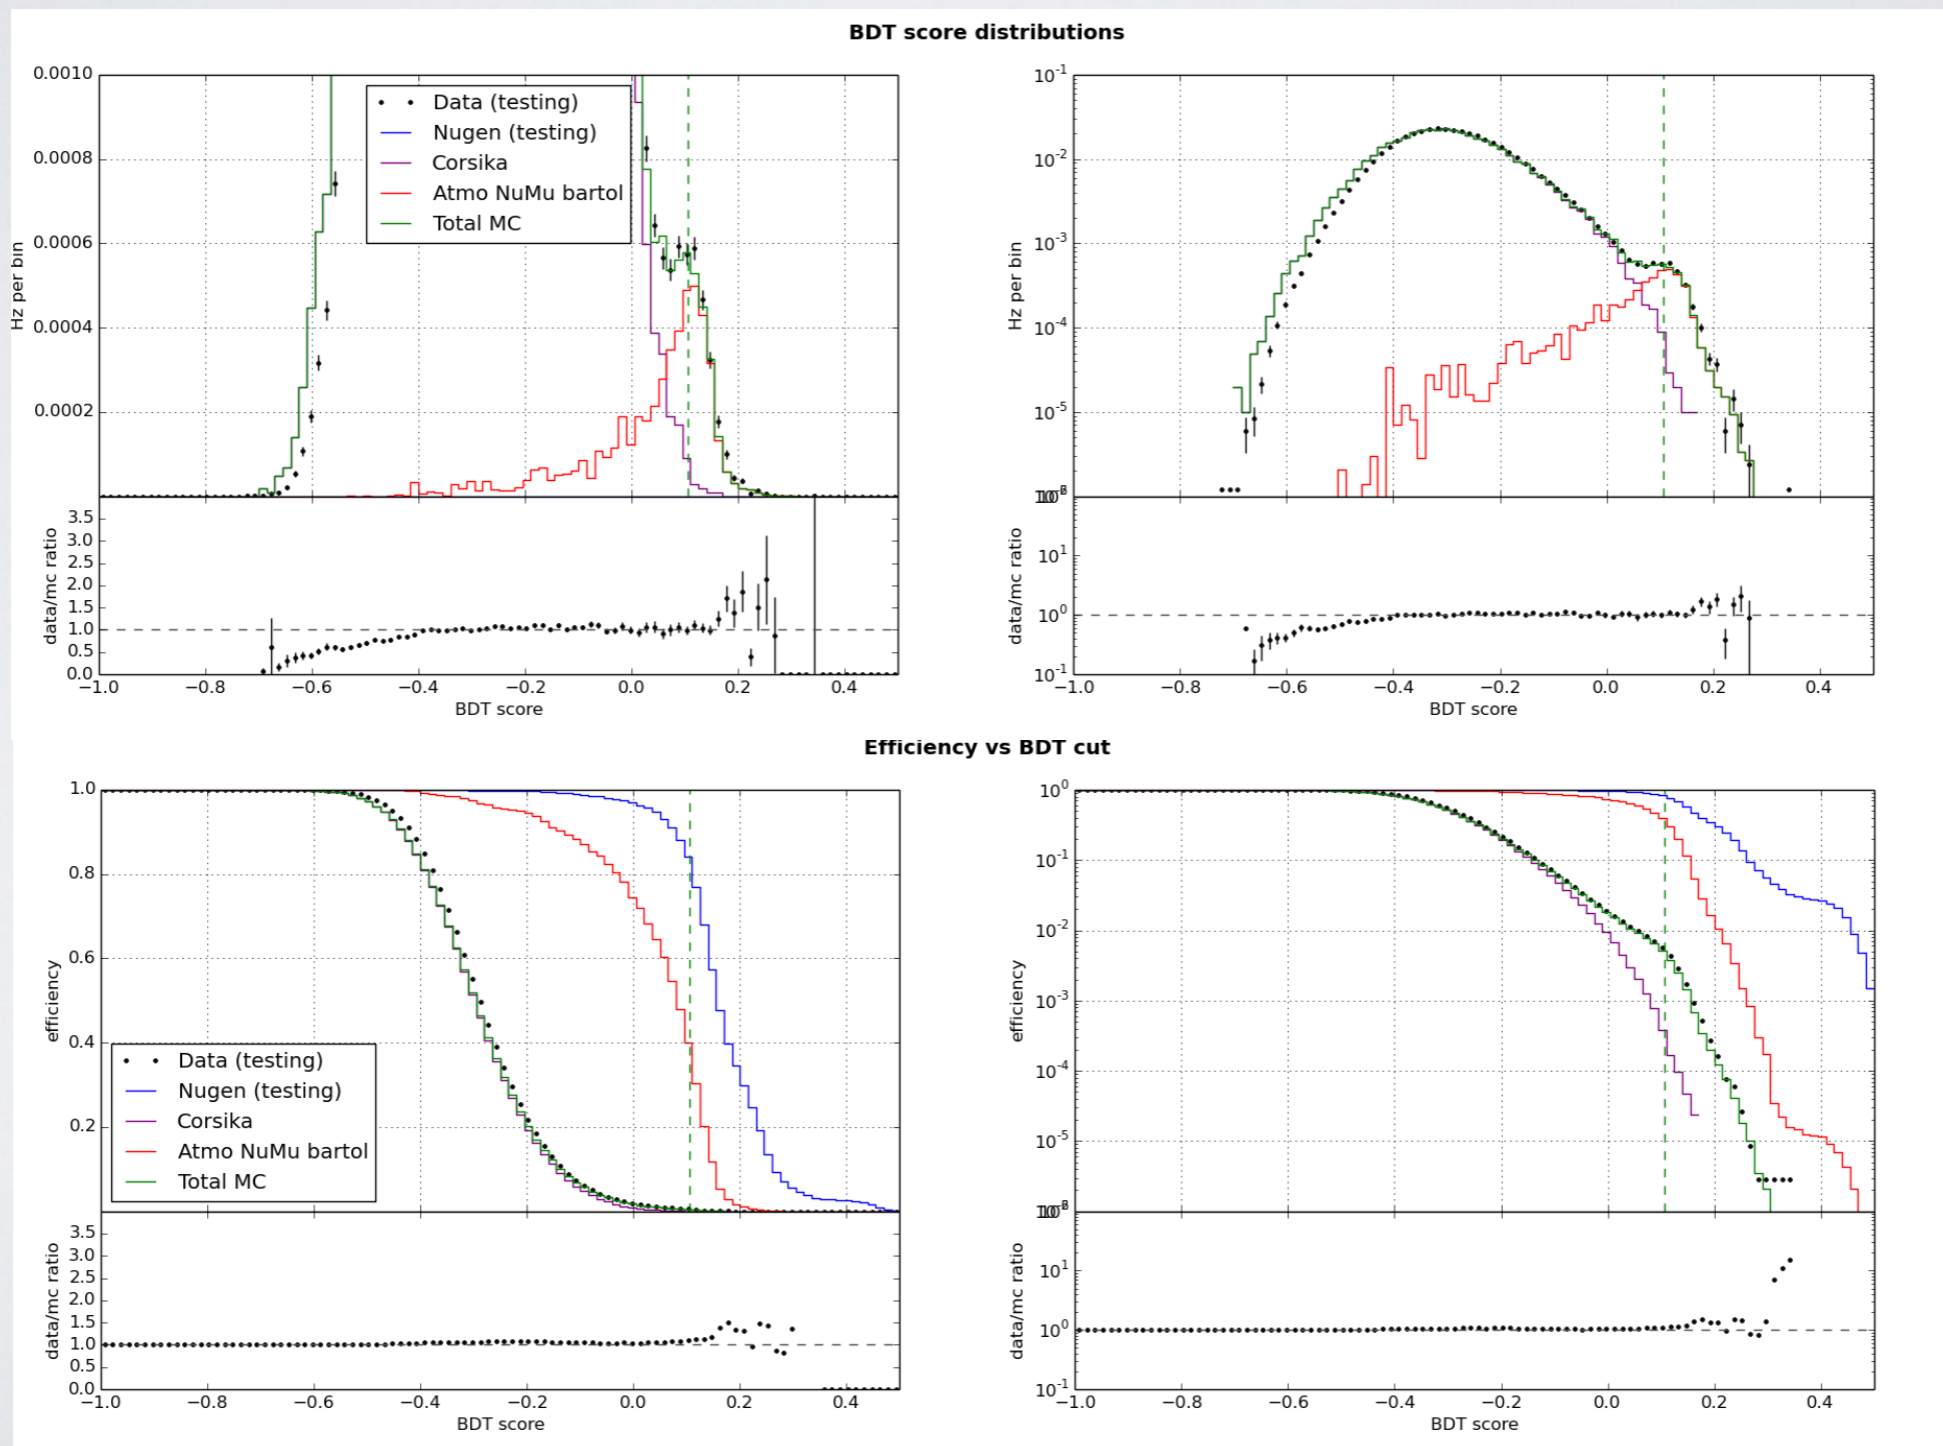 BDT score distributions
0.0010
0.0008
0.0006
0.0004
0.0002
Hz per bin
Data (testing)
Nugen (testing)
Corsika
Atmo NuMu bartol
Total MC
3.5
3.0
2.5
2.0
1.5
1.0
0.5
0.0
data/mc ratio
−1.0 −0.8 −0.6 −0.4 −0.2 0.0 0.2 0.4
BDT score
10⁻¹
10⁻²
10⁻³
10⁻⁴
10⁻⁵
Hz per bin
10¹
10⁰
10⁻¹
data/mc ratio
−1.0 −0.8 −0.6 −0.4 −0.2 0.0 0.2 0.4
BDT score
Efficiency vs BDT cut
1.0
0.8
0.6
0.4
0.2
efficiency
Data (testing)
Nugen (testing)
Corsika
Atmo NuMu bartol
Total MC
3.5
3.0
2.5
2.0
1.5
1.0
0.5
0.0
data/mc ratio
−1.0 −0.8 −0.6 −0.4 −0.2 0.0 0.2 0.4
BDT score
10⁰
10⁻¹
10⁻²
10⁻³
10⁻⁴
10⁻⁵
efficiency
10¹
10⁰
10⁻¹
data/mc ratio
−1.0 −0.8 −0.6 −0.4 −0.2 0.0 0.2 0.4
BDT score